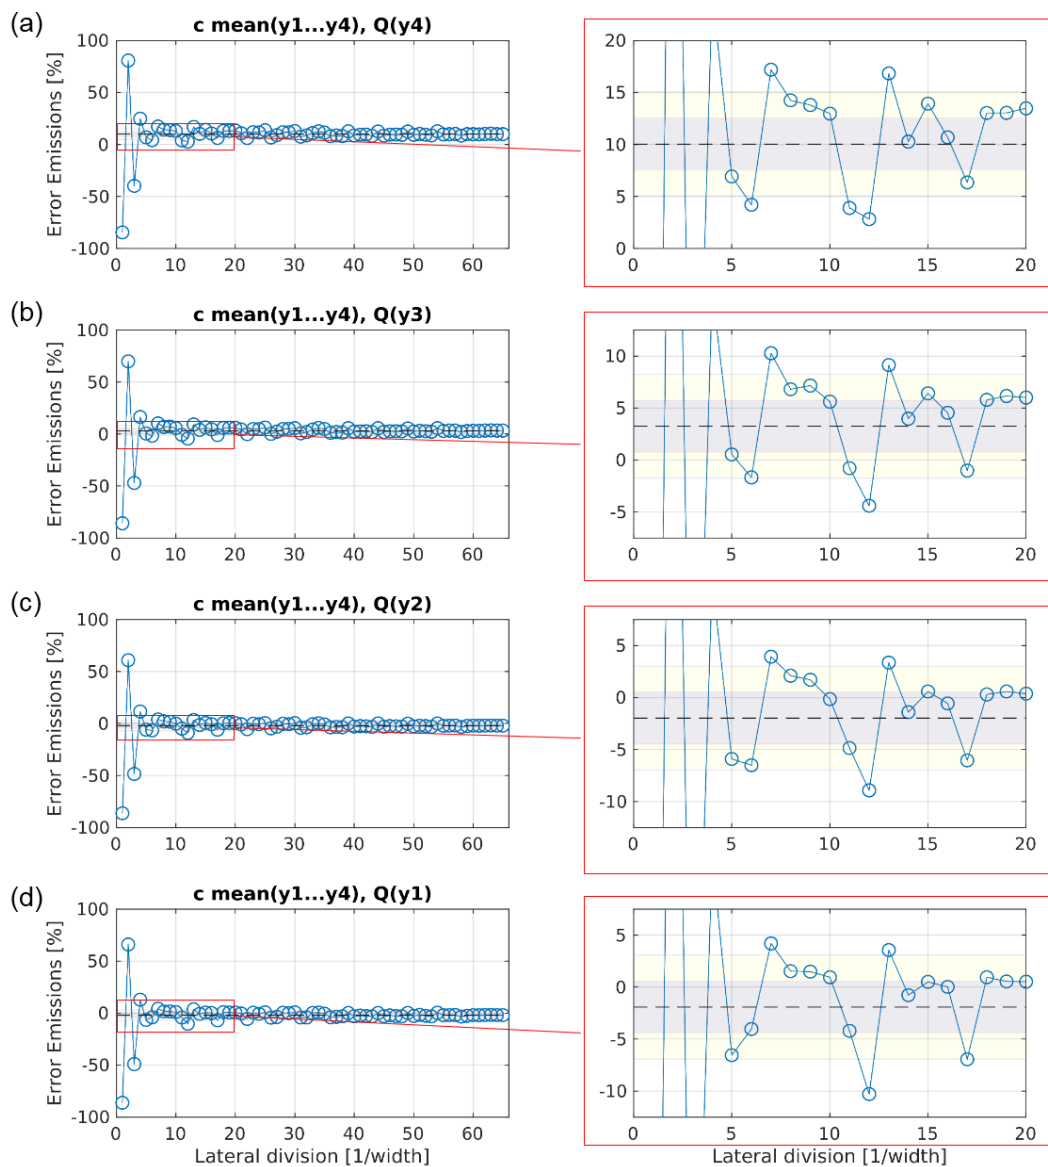 (a)
c mean(y1...y4), Q(y4)
Error Emissions [%]
100
50
0
-50
-100
0 10 20 30 40 50 60
20
15
10
5
0
0 5 10 15 20
(b)
c mean(y1...y4), Q(y3)
Error Emissions [%]
100
50
0
-50
-100
0 10 20 30 40 50 60
10
5
0
-5
0 5 10 15 20
(c)
c mean(y1...y4), Q(y2)
Error Emissions [%]
100
50
0
-50
-100
0 10 20 30 40 50 60
5
0
-5
-10
0 5 10 15 20
(d)
c mean(y1...y4), Q(y1)
Error Emissions [%]
100
50
0
-50
-100
0 10 20 30 40 50 60
Lateral division [1/width]
5
0
-5
-10
0 5 10 15 20
Lateral division [1/width]